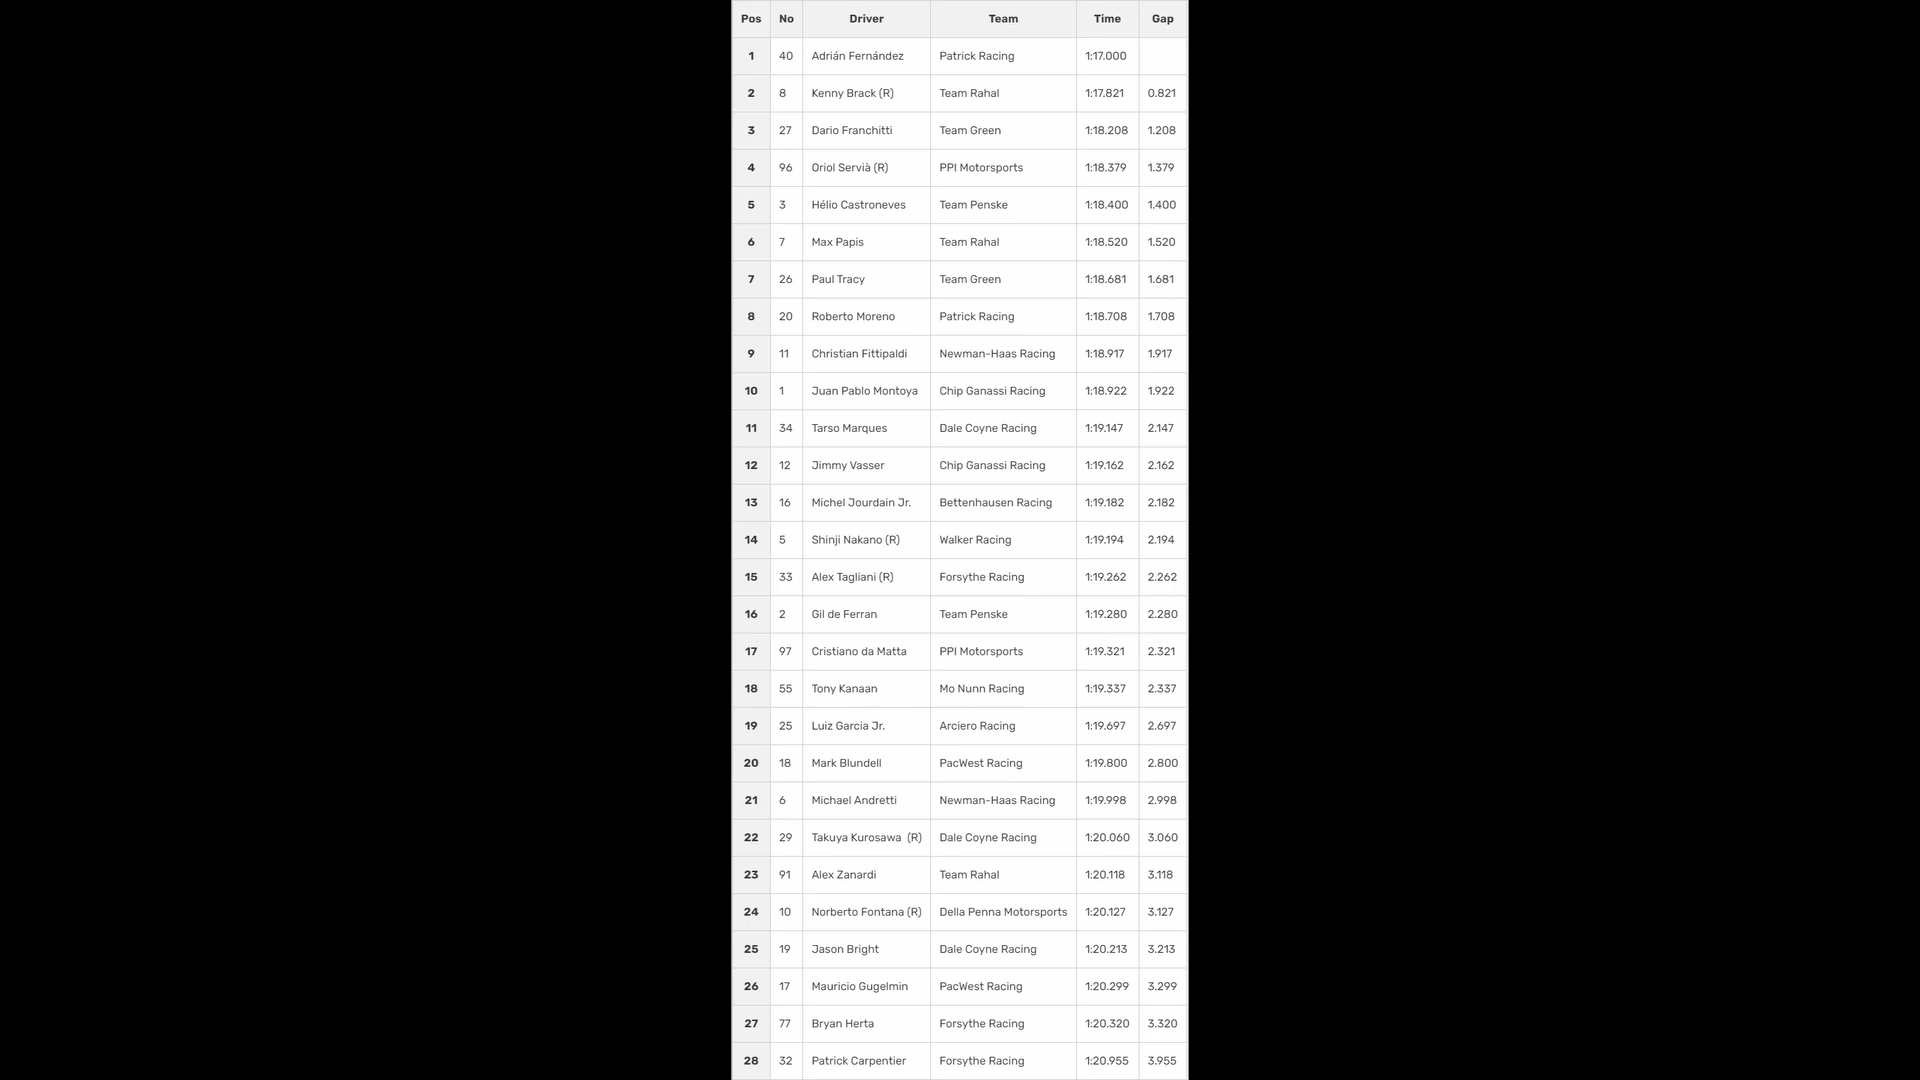 Pos No Driver Team Time Gap
1 40 Adrián Fernández Patrick Racing 1:17.000
2 8 Kenny Brack (R) Team Rahal 1:17.821 0.821
3 27 Dario Franchitti Team Green 1:18.208 1.208
4 96 Oriol Servià (R) PPI Motorsports 1:18.379 1.379
5 3 Hélio Castroneves Team Penske 1:18.400 1.400
6 7 Max Papis Team Rahal 1:18.520 1.520
7 26 Paul Tracy Team Green 1:18.681 1.681
8 20 Roberto Moreno Patrick Racing 1:18.708 1.708
9 11 Christian Fittipaldi Newman-Haas Racing 1:18.917 1.917
10 1 Juan Pablo Montoya Chip Ganassi Racing 1:18.922 1.922
11 34 Tarso Marques Dale Coyne Racing 1:19.147 2.147
12 12 Jimmy Vasser Chip Ganassi Racing 1:19.162 2.162
13 16 Michel Jourdain Jr. Bettenhausen Racing 1:19.182 2.182
14 5 Shinji Nakano (R) Walker Racing 1:19.194 2.194
15 33 Alex Tagliani (R) Forsythe Racing 1:19.262 2.262
16 2 Gil de Ferran Team Penske 1:19.280 2.280
17 97 Cristiano da Matta PPI Motorsports 1:19.321 2.321
18 55 Tony Kanaan Mo Nunn Racing 1:19.337 2.337
19 25 Luiz Garcia Jr. Arciero Racing 1:19.697 2.697
20 18 Mark Blundell PacWest Racing 1:19.800 2.800
21 6 Michael Andretti Newman-Haas Racing 1:19.998 2.998
22 29 Takuya Kurosawa (R) Dale Coyne Racing 1:20.060 3.060
23 91 Alex Zanardi Team Rahal 1:20.118 3.118
24 10 Norberto Fontana (R) Della Penna Motorsports 1:20.127 3.127
25 19 Jason Bright Dale Coyne Racing 1:20.213 3.213
26 17 Mauricio Gugelmin PacWest Racing 1:20.299 3.299
27 77 Bryan Herta Forsythe Racing 1:20.320 3.320
28 32 Patrick Carpentier Forsythe Racing 1:20.955 3.955